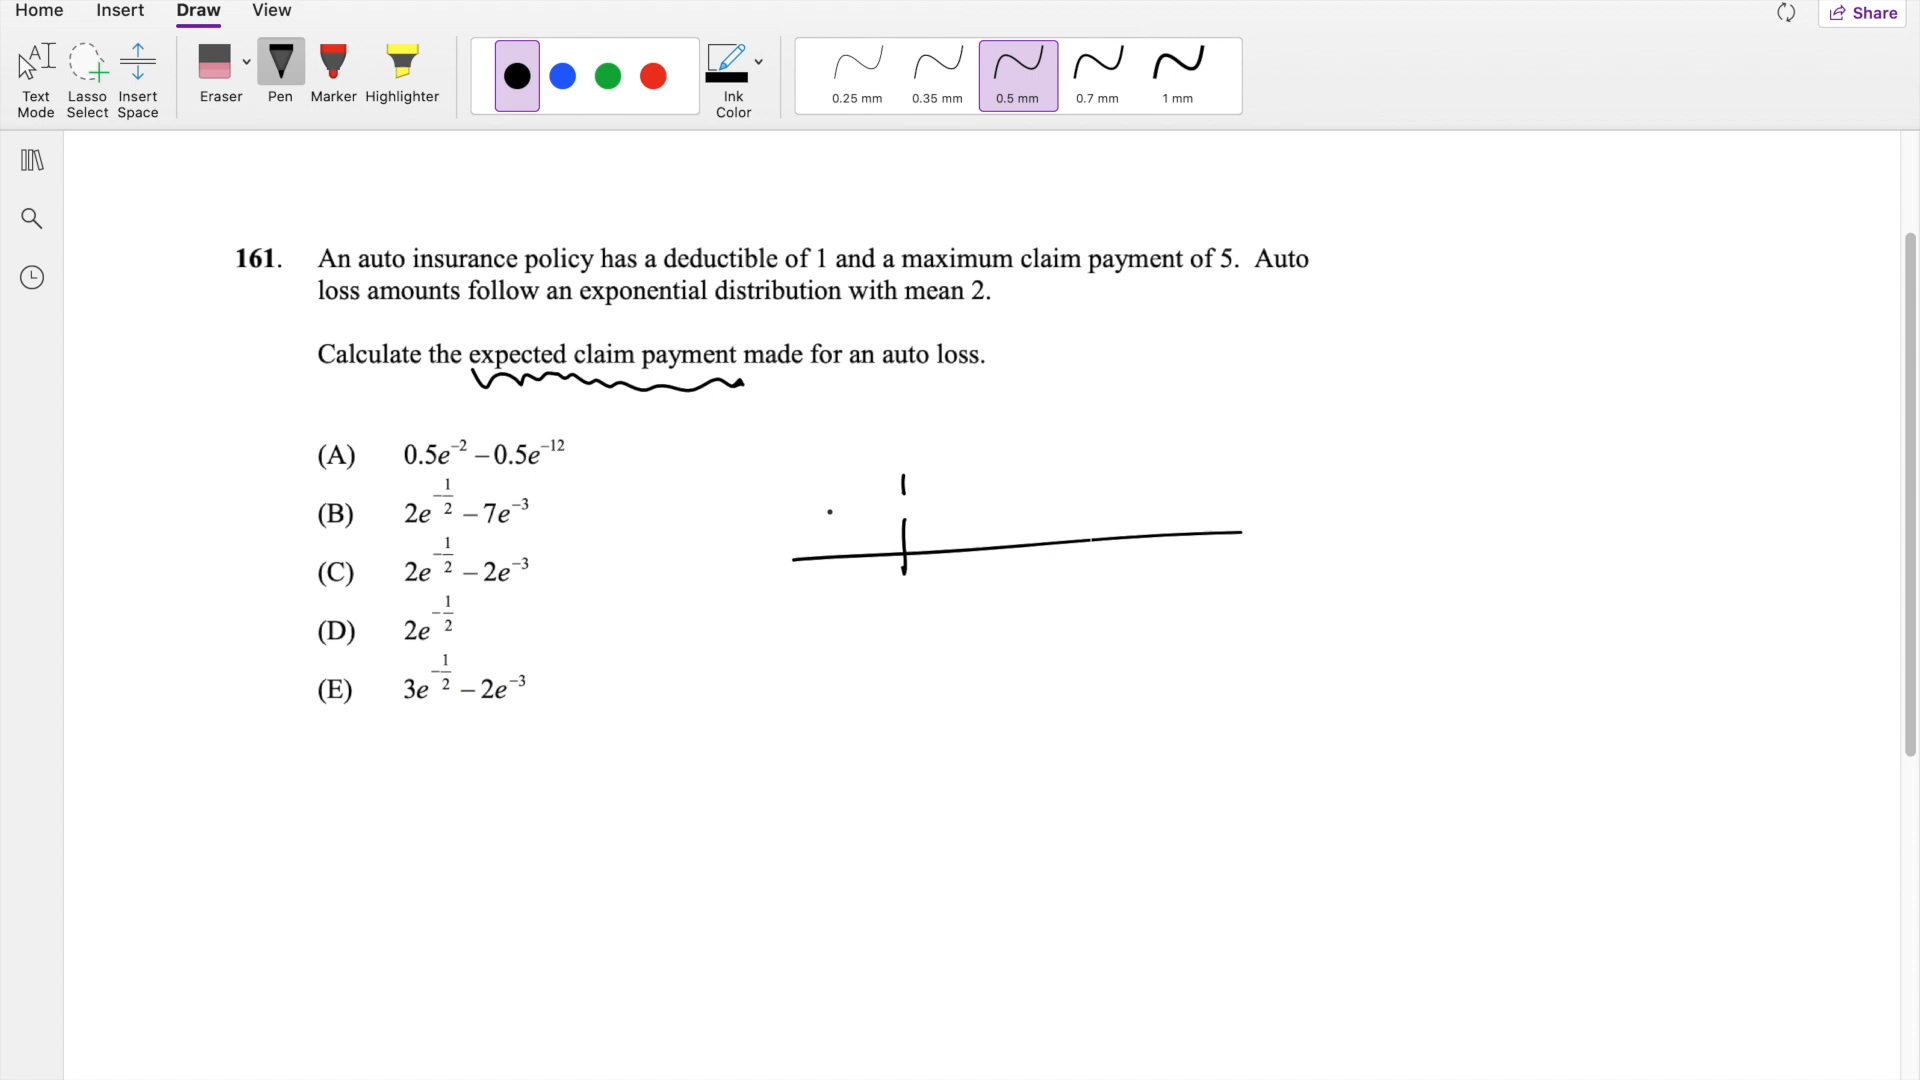 Home Insert Draw View
Share
Text Mode
Lasso Select
Insert Space
Eraser
Pen
Marker
Highlighter
Ink Color
0.25 mm
0.35 mm
0.5 mm
0.7 mm
1 mm
161. An auto insurance policy has a deductible of 1 and a maximum claim payment of 5. Auto
loss amounts follow an exponential distribution with mean 2.
Calculate the expected claim payment made for an auto loss.
(A) 0.5e^{-2} – 0.5e^{-12}
(B) 2e^{-1/2} – 7e^{-3}
(C) 2e^{-1/2} – 2e^{-3}
(D) 2e^{-1/2}
(E) 3e^{-1/2} – 2e^{-3}
1